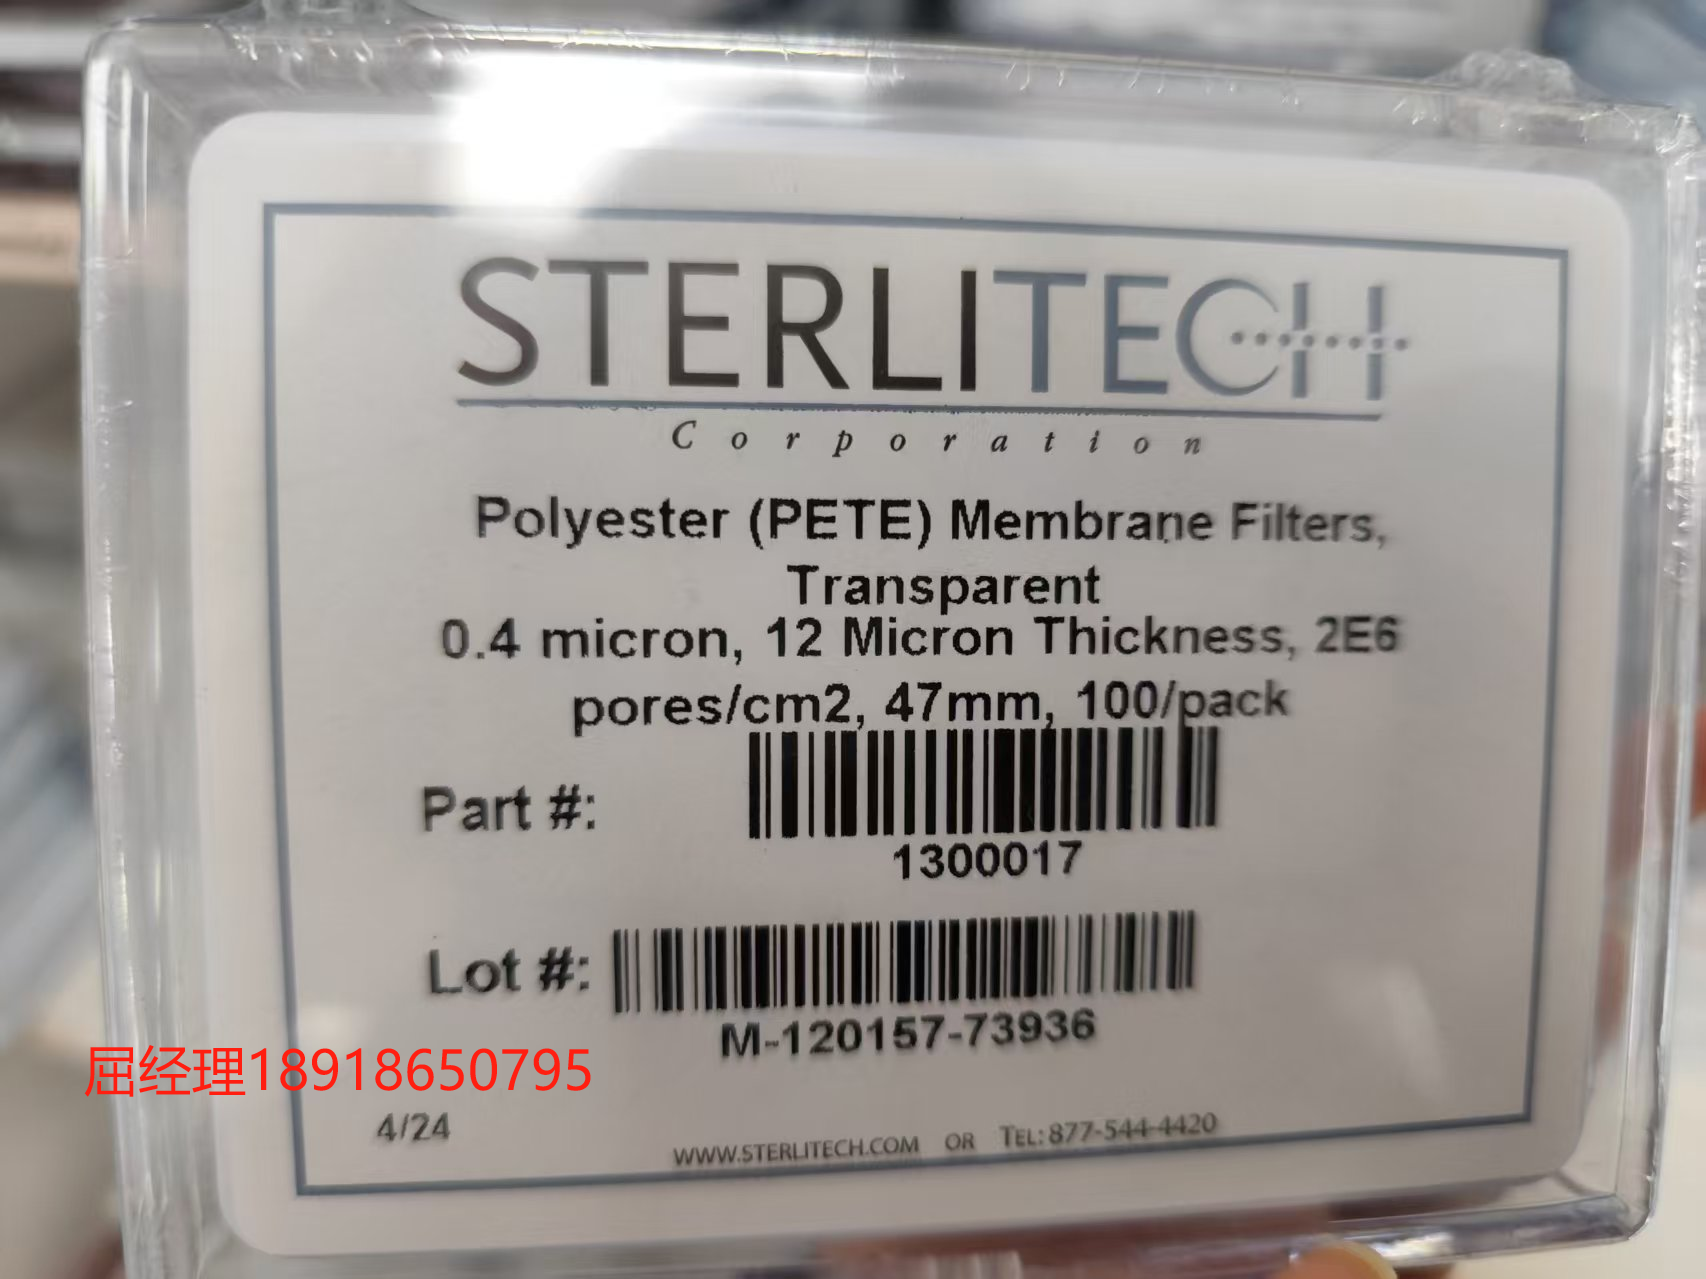 STERLITECH
Corporation
Polyester (PETE) Membrane Filters,
Transparent
0.4 micron, 12 Micron Thickness, 2E6
pores/cm2, 47mm, 100/pack
Part #:
1300017
Lot #:
M-120157-73936
屈经理18918650795
4/24
WWW.STERLITECH.COM OR TEL: 877-544-4420